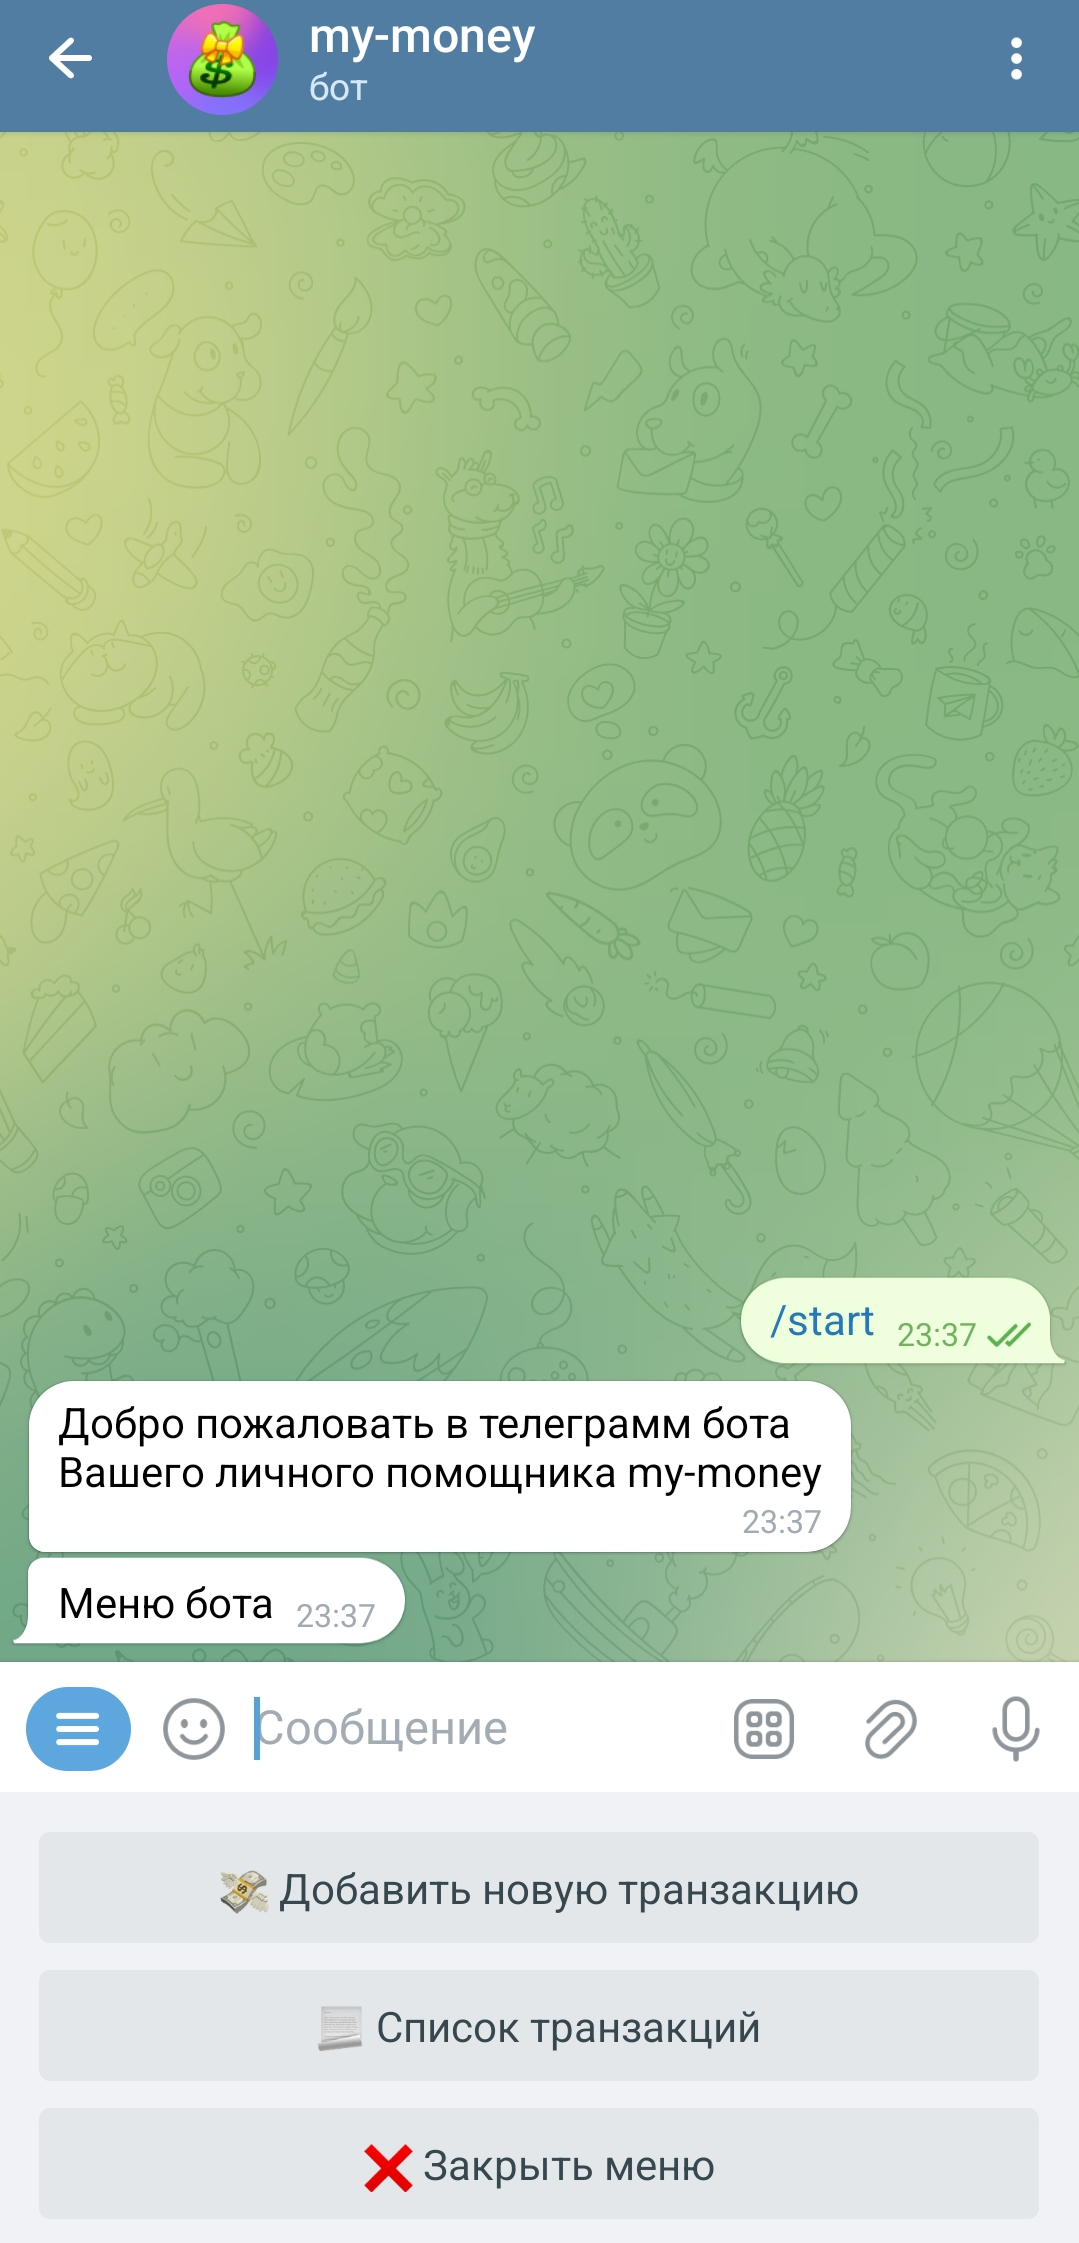 my-money
бот
/start 23:37
Добро пожаловать в телеграмм бота
Вашего личного помощника my-money
23:37
Меню бота 23:37
Сообщение
Добавить новую транзакцию
Список транзакций
Закрыть меню